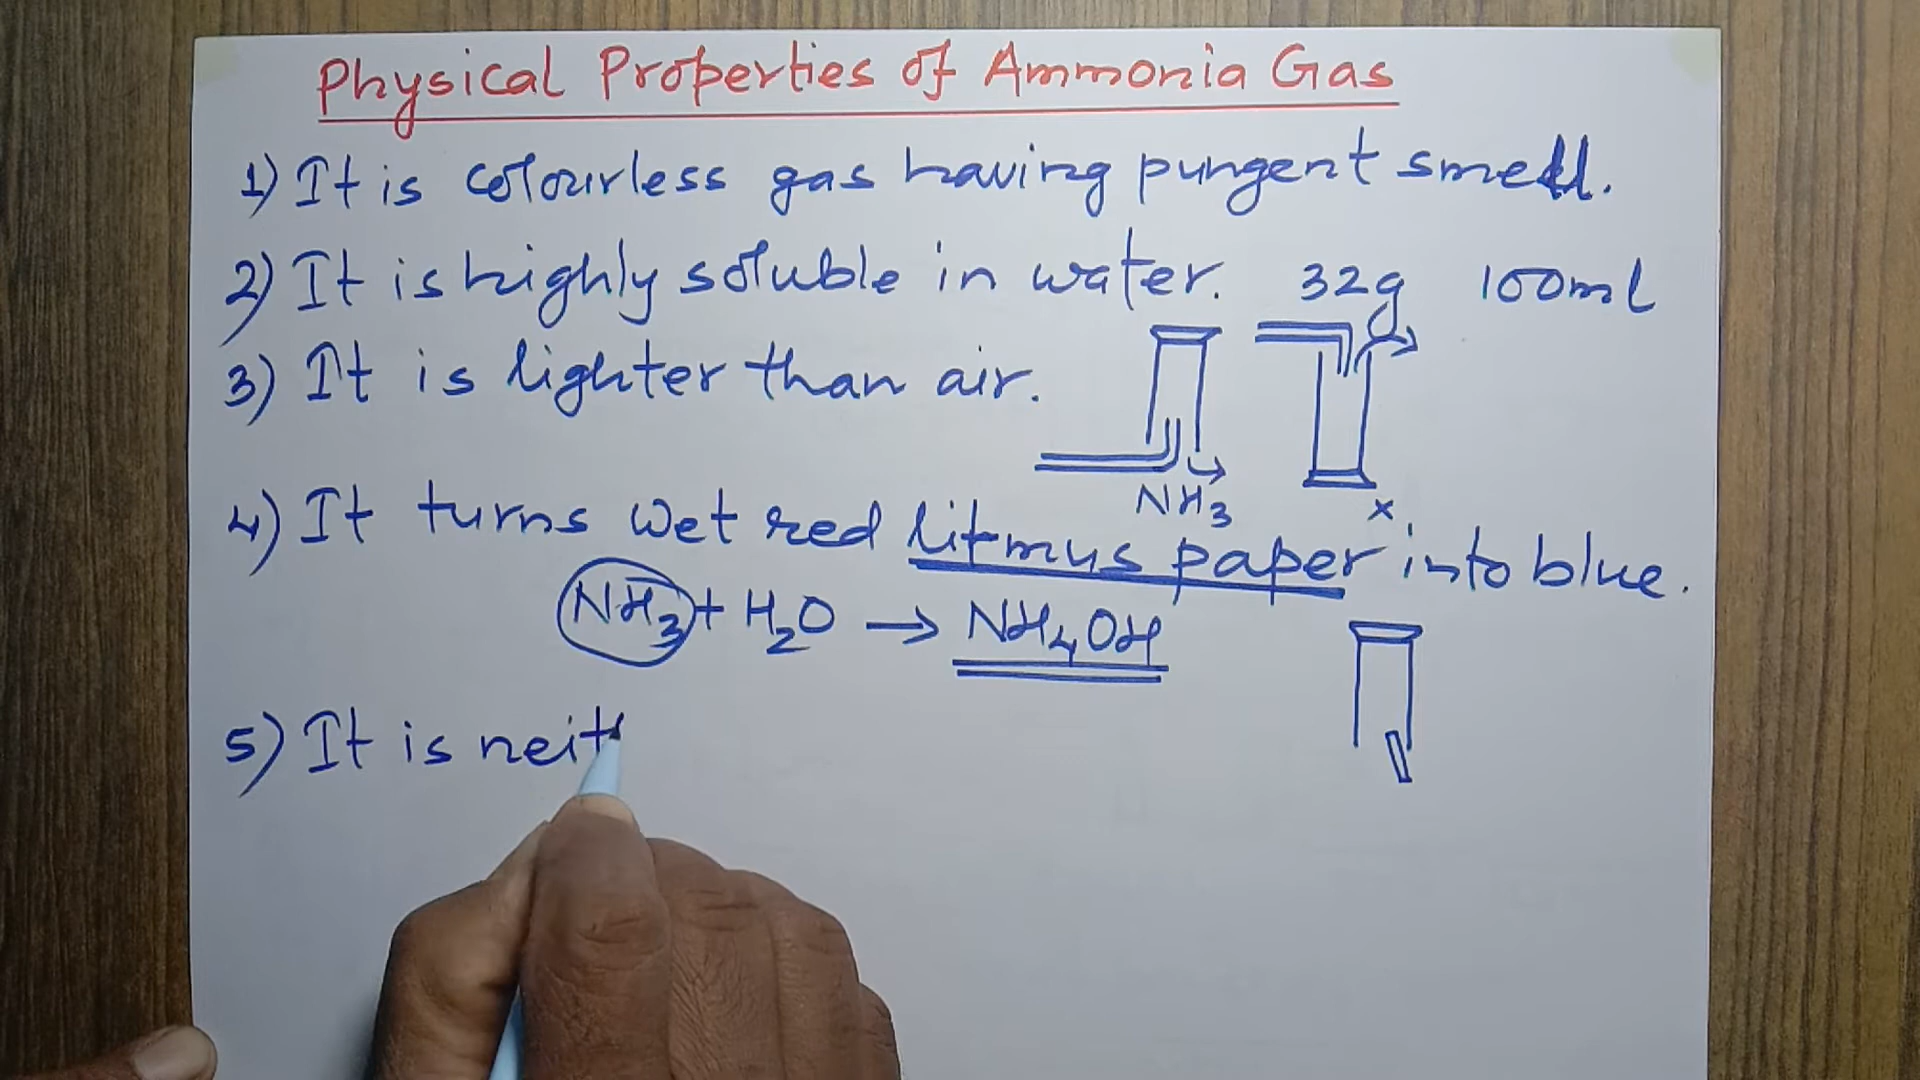 Physical Properties of Ammonia Gas
1) It is colourless gas having pungent smell.
2) It is highly soluble in water. 32g 100ml
3) It is lighter than air.
NH3 x
4) It turns wet red litmus paper into blue.
NH3 + H2O → NH4OH
5) It is neit